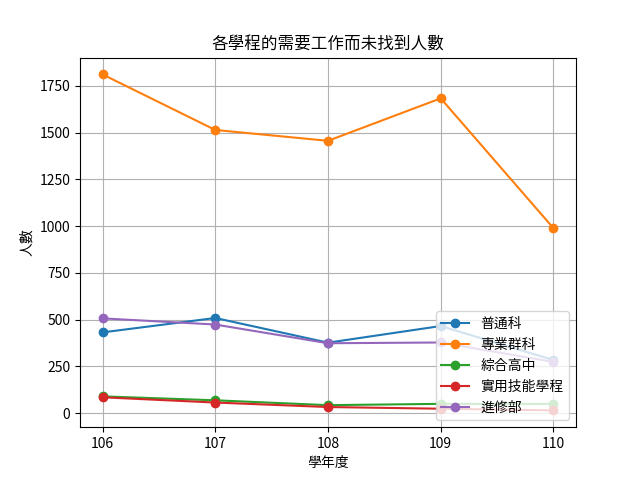 各學程的需要工作而未找到人數
人數
1750
1500
1250
1000
750
500
250
0
106
107
108
109
110
學年度
普通科
專業群科
綜合高中
實用技能學程
進修部